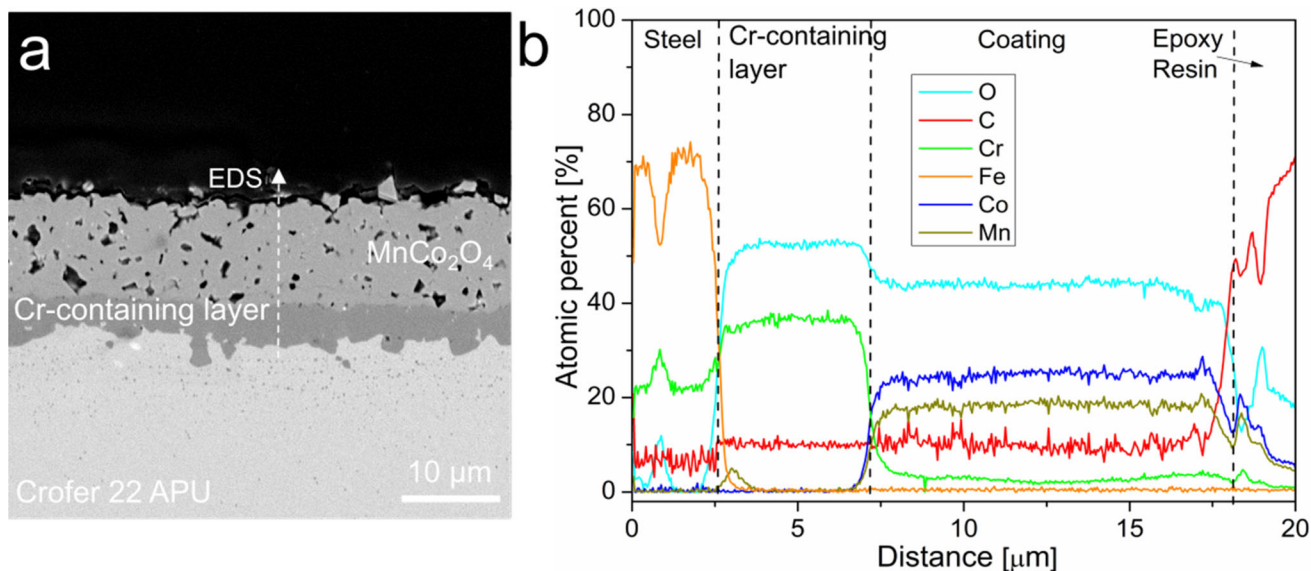 a
EDS
MnCo₂O₄
Cr-containing layer
Crofer 22 APU
10 μm
b
Steel
Cr-containing
layer
Coating
Epoxy
Resin
O
C
Cr
Fe
Co
Mn
Atomic percent [%]
100
80
60
40
20
0
0
5
10
15
20
Distance [μm]